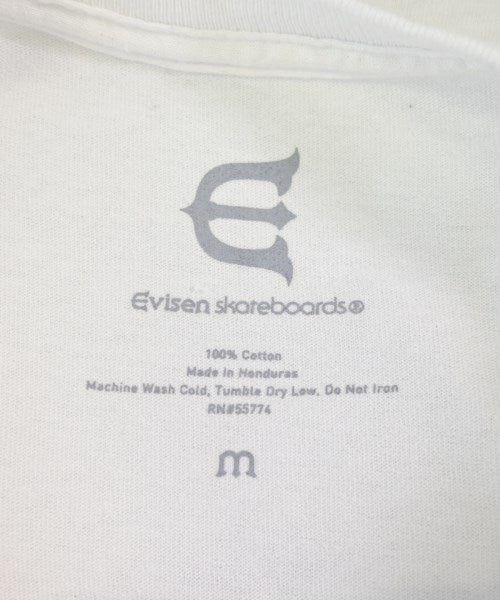 E
Evisen skateboards®
100% Cotton
Made In Honduras
Machine Wash Cold, Tumble Dry Low, Do Not Iron
RN#55774
m